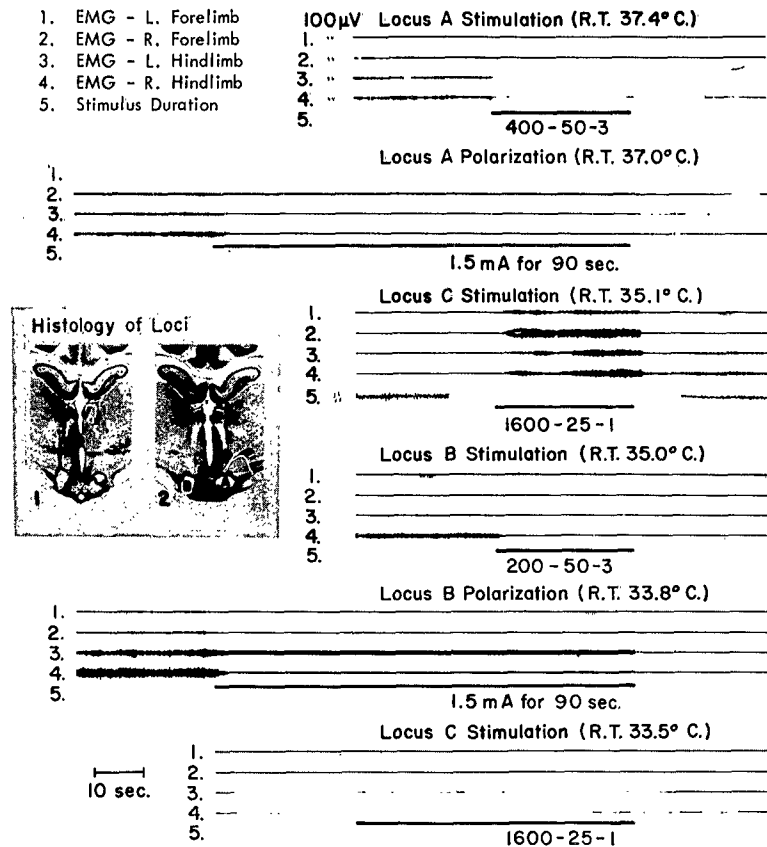 1. EMG - L. Forelimb
2. EMG - R. Forelimb
3. EMG - L. Hindlimb
4. EMG - R. Hindlimb
5. Stimulus Duration
100μV Locus A Stimulation (R.T. 37.4° C.)
1.
2. "
3. "
4. "
5.
400-50-3
Locus A Polarization (R.T. 37.0° C.)
1.
2.
3.
4.
5.
1.5 mA for 90 sec.
Histology of Loci
1
2 B A
Locus C Stimulation (R.T. 35.1° C.)
1.
2.
3.
4.
5. "
1600-25-1
Locus B Stimulation (R.T. 35.0° C.)
1.
2.
3.
4.
5.
200-50-3
Locus B Polarization (R.T. 33.8° C.)
1.
2.
3.
4.
5.
1.5 mA for 90 sec.
Locus C Stimulation (R.T. 33.5° C.)
10 sec.
1.
2.
3.
4.
5.
1600-25-1